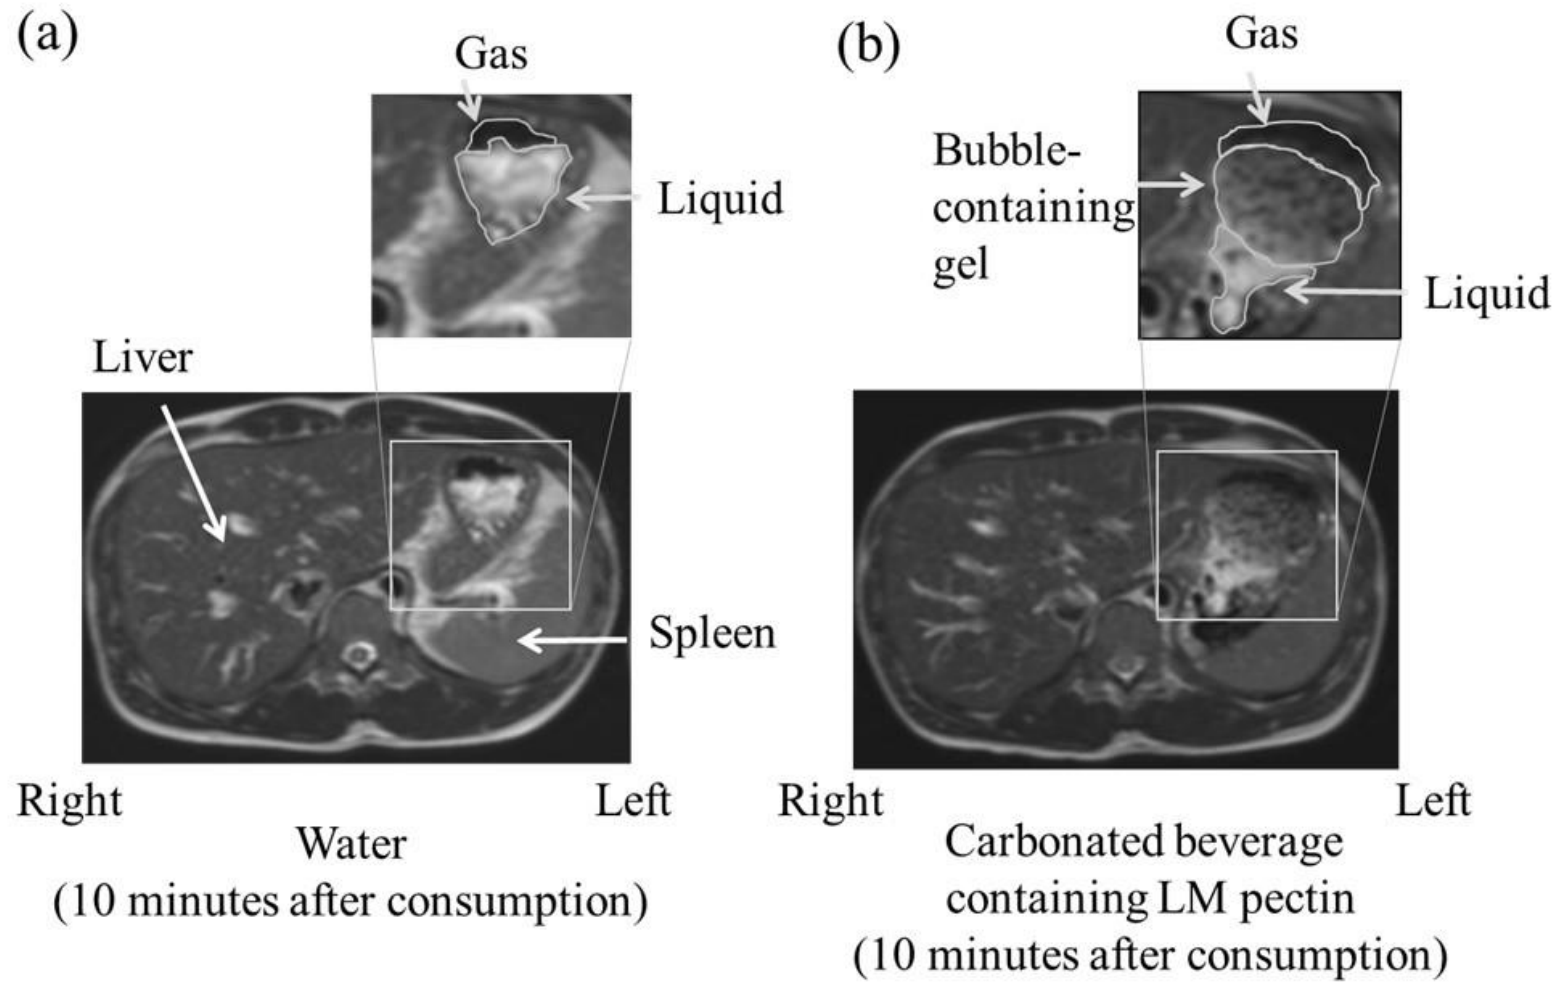 (a)
Gas
Liquid
Liver
Spleen
Right
Left
Water
(10 minutes after consumption)
(b)
Gas
Bubble-
containing
gel
Liquid
Right
Left
Carbonated beverage
containing LM pectin
(10 minutes after consumption)